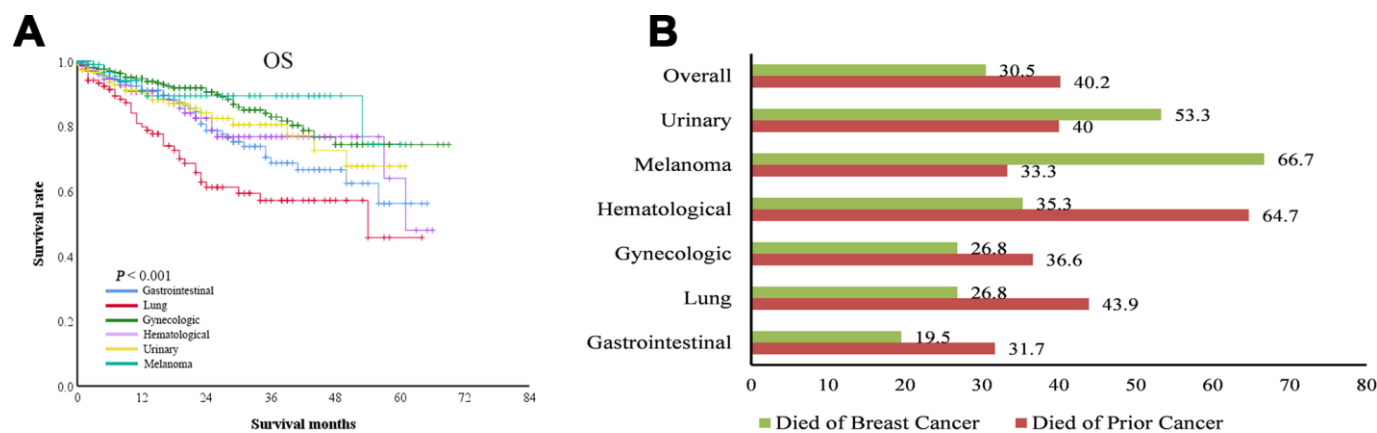 A
OS
Survival rate
1.0
0.8
0.6
0.4
0.2
0.0
P < 0.001
Gastrointestinal
Lung
Gynecologic
Hematological
Urinary
Melanoma
0 12 24 36 48 60 72 84
Survival months
B
Overall 30.5
40.2
Urinary 53.3
40
Melanoma 66.7
33.3
Hematological 35.3
64.7
Gynecologic 26.8
36.6
Lung 26.8
43.9
Gastrointestinal 19.5
31.7
0 10 20 30 40 50 60 70 80
Died of Breast Cancer Died of Prior Cancer